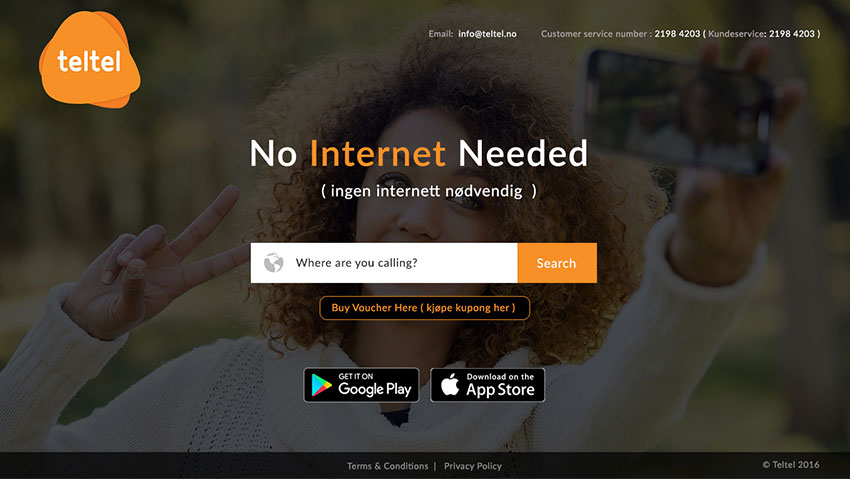 teltel
Email: info@teltel.no
Customer service number : 2198 4203 ( Kundeservice: 2198 4203 )
No Internet Needed
( ingen internett nødvendig )
Where are you calling?
Search
Buy Voucher Here ( kjøpe kupong her )
GET IT ON
Google Play
Download on the
App Store
Terms & Conditions | Privacy Policy
© Teltel 2016